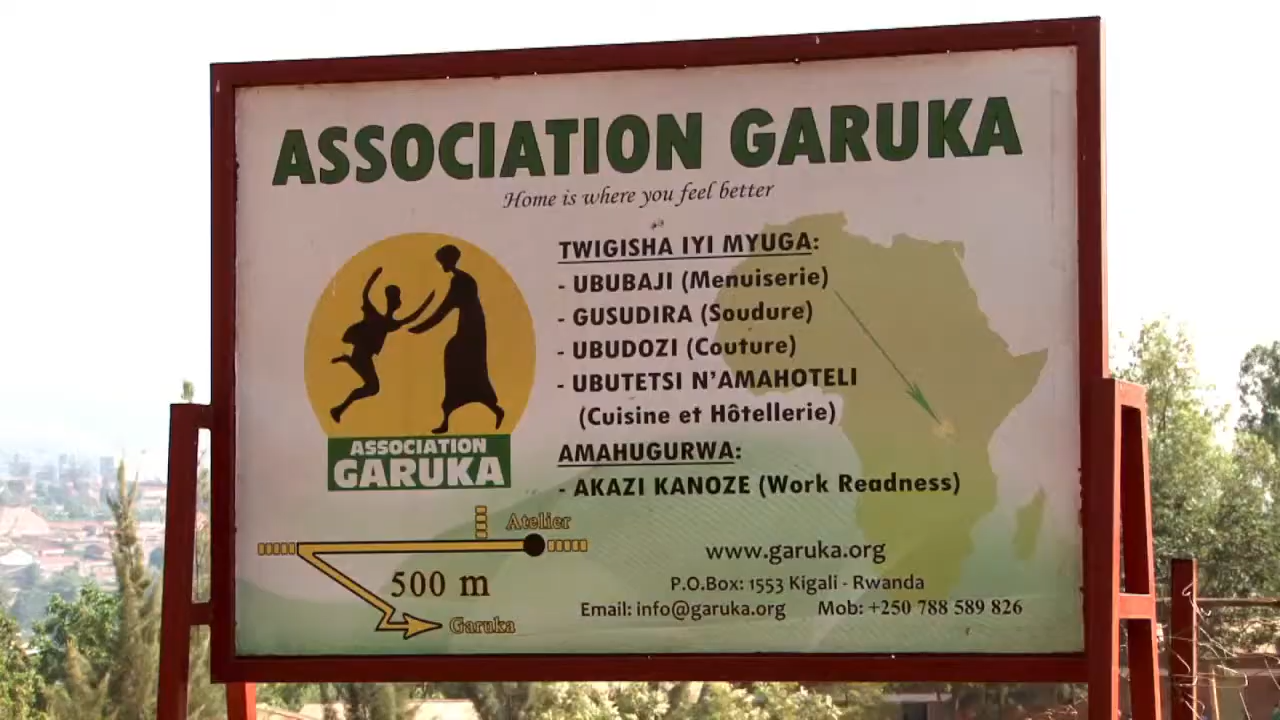 ASSOCIATION GARUKA
Home is where you feel better
TWIGISHA IYI MYUGA:
- UBUBAJI (Menuiserie)
- GUSUDIRA (Soudure)
- UBUDOZI (Couture)
- UBUTETSI N'AMAHOTELI
(Cuisine et Hôtellerie)
AMAHUGURWA:
- AKAZI KANOZE (Work Readness)
ASSOCIATION
GARUKA
Atelier
500 m
Garuka
www.garuka.org
P.O.Box: 1553 Kigali - Rwanda
Email: info@garuka.org Mob: +250 788 589 826